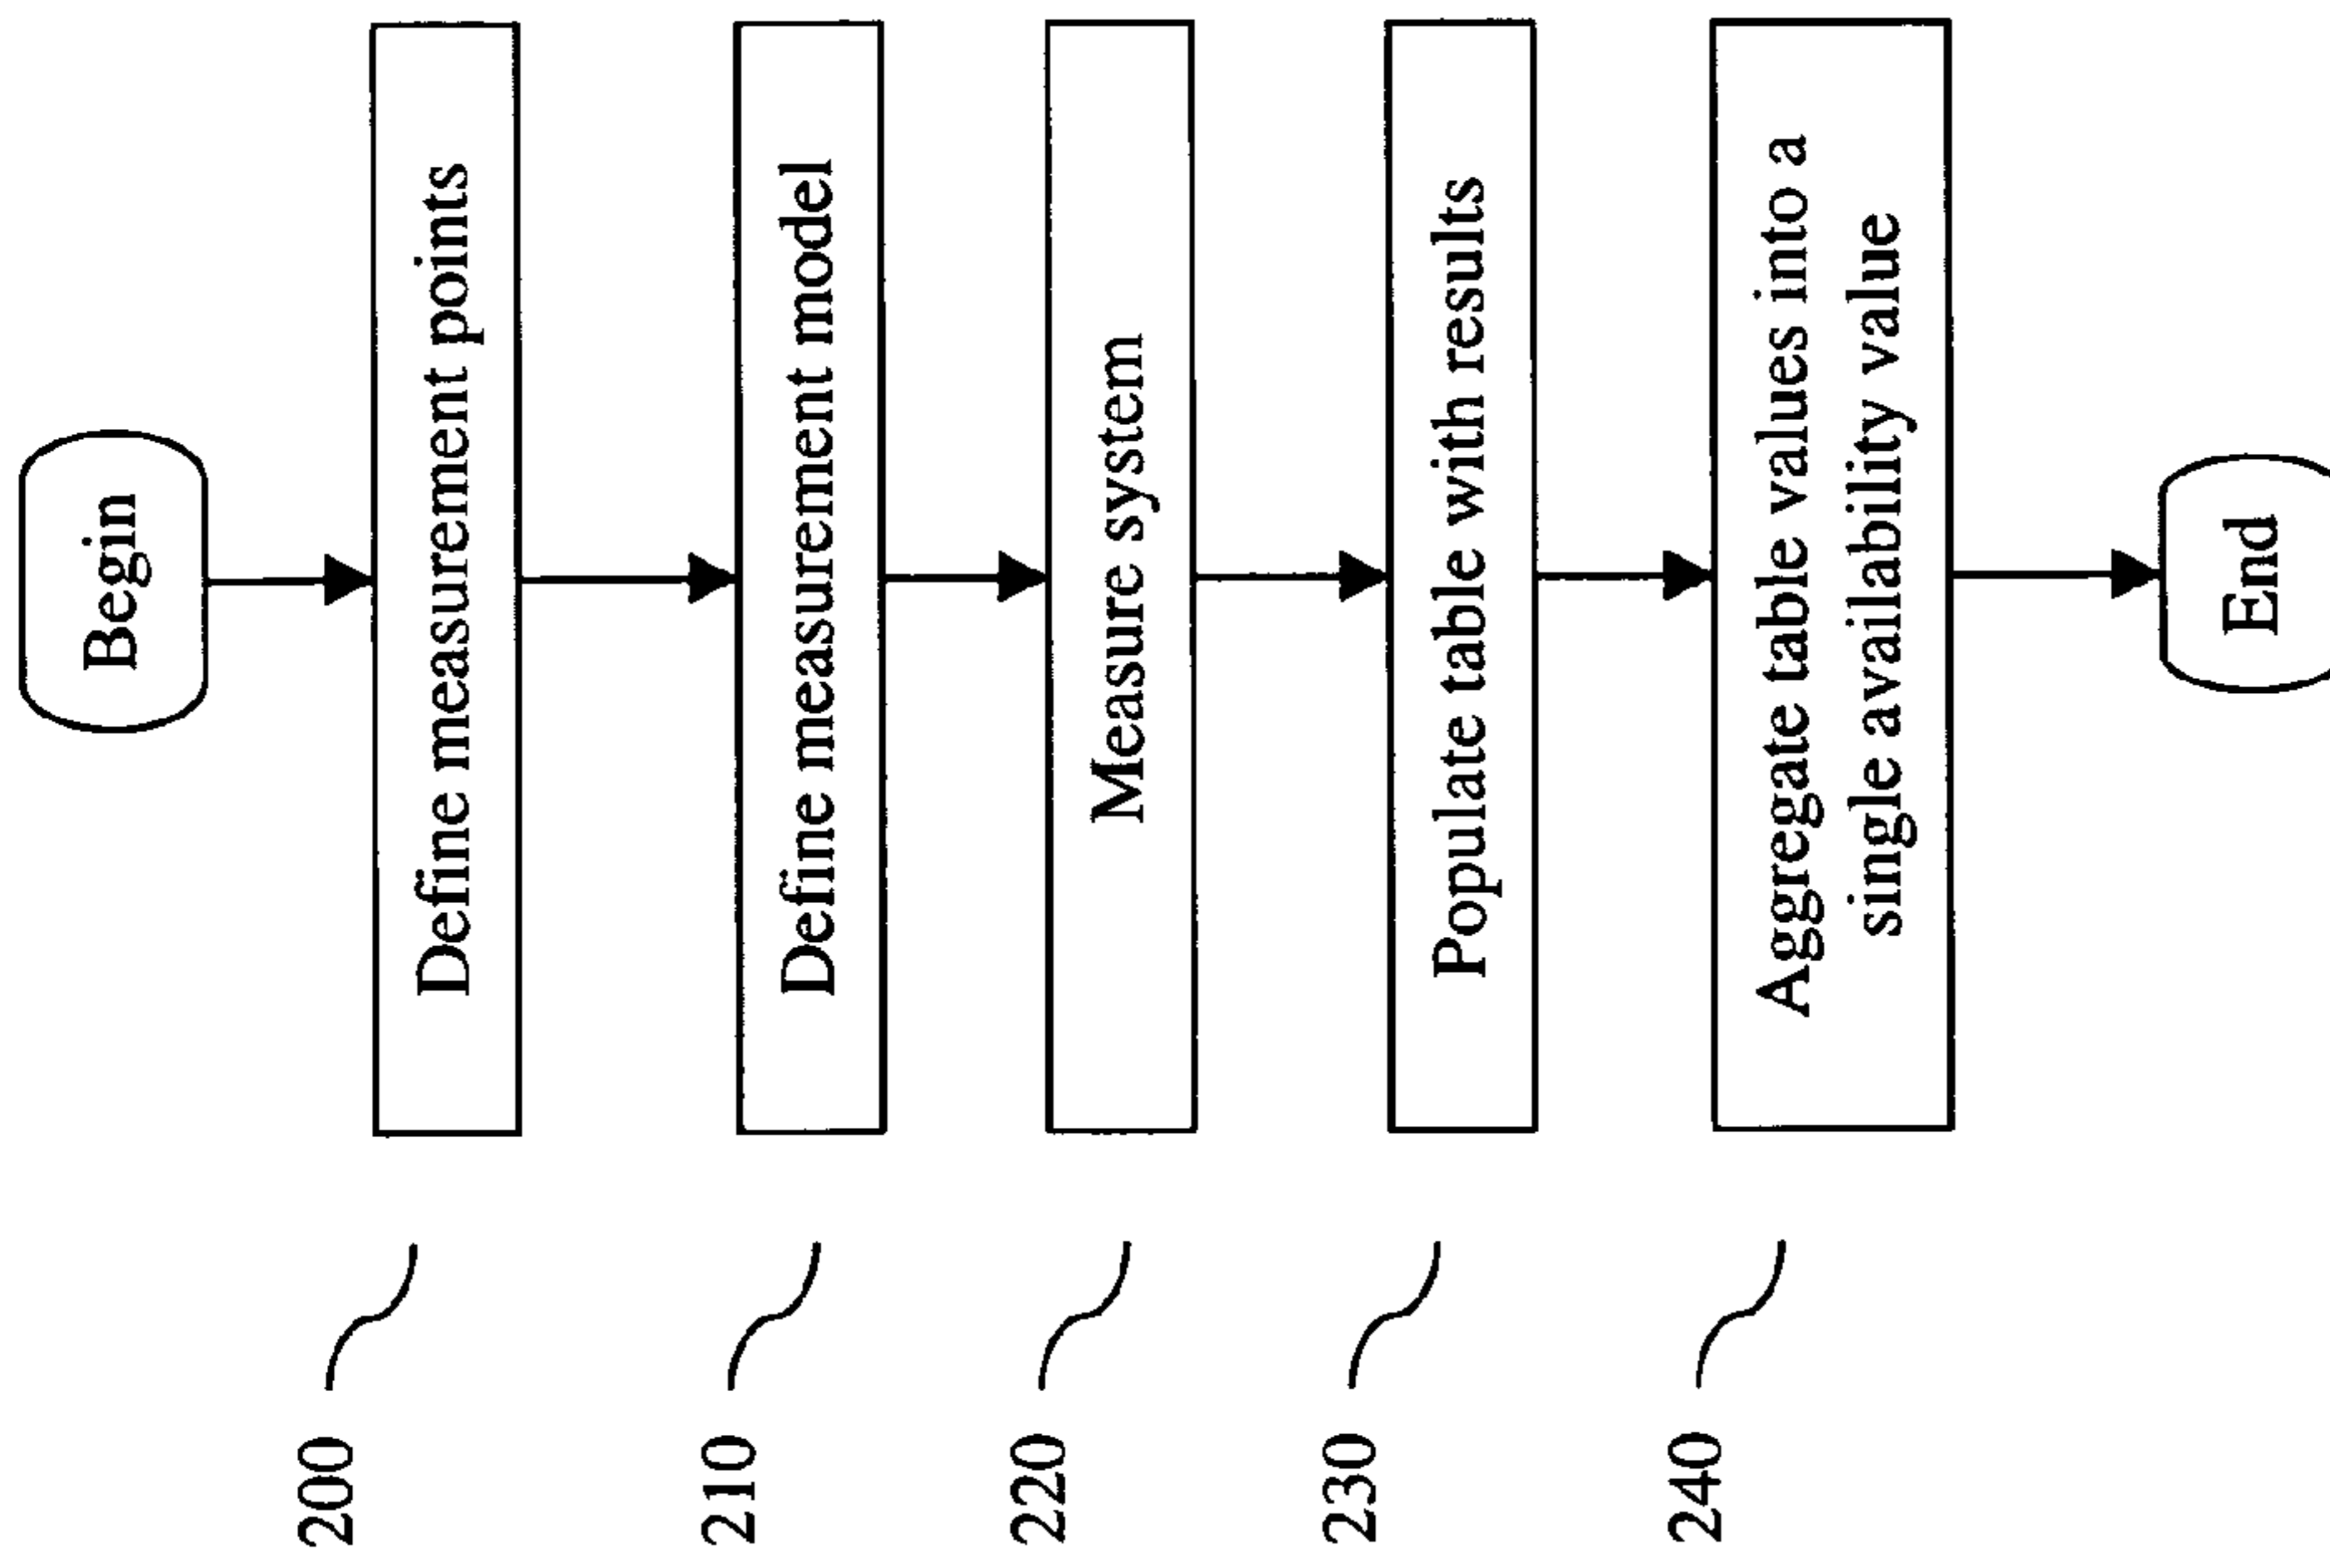 Begin
200
Define measurement points
210
Define measurement model
220
Measure system
230
Populate table with results
240
Aggregate table values into a
single availability value
End